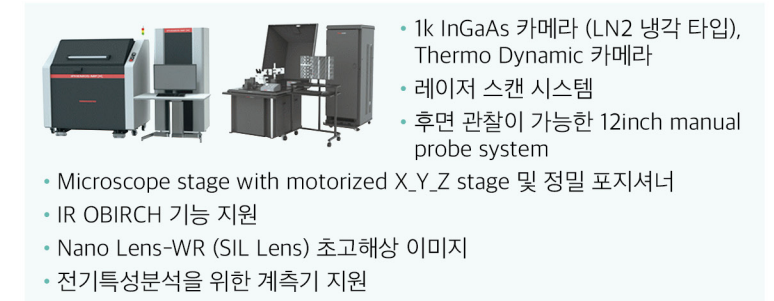 • 1k InGaAs 카메라 (LN2 냉각 타입),
Thermo Dynamic 카메라
• 레이저 스캔 시스템
• 후면 관찰이 가능한 12inch manual
probe system
• Microscope stage with motorized X_Y_Z stage 및 정밀 포지셔너
• IR OBIRCH 기능 지원
• Nano Lens-WR (SIL Lens) 초고해상 이미지
• 전기특성분석을 위한 계측기 지원